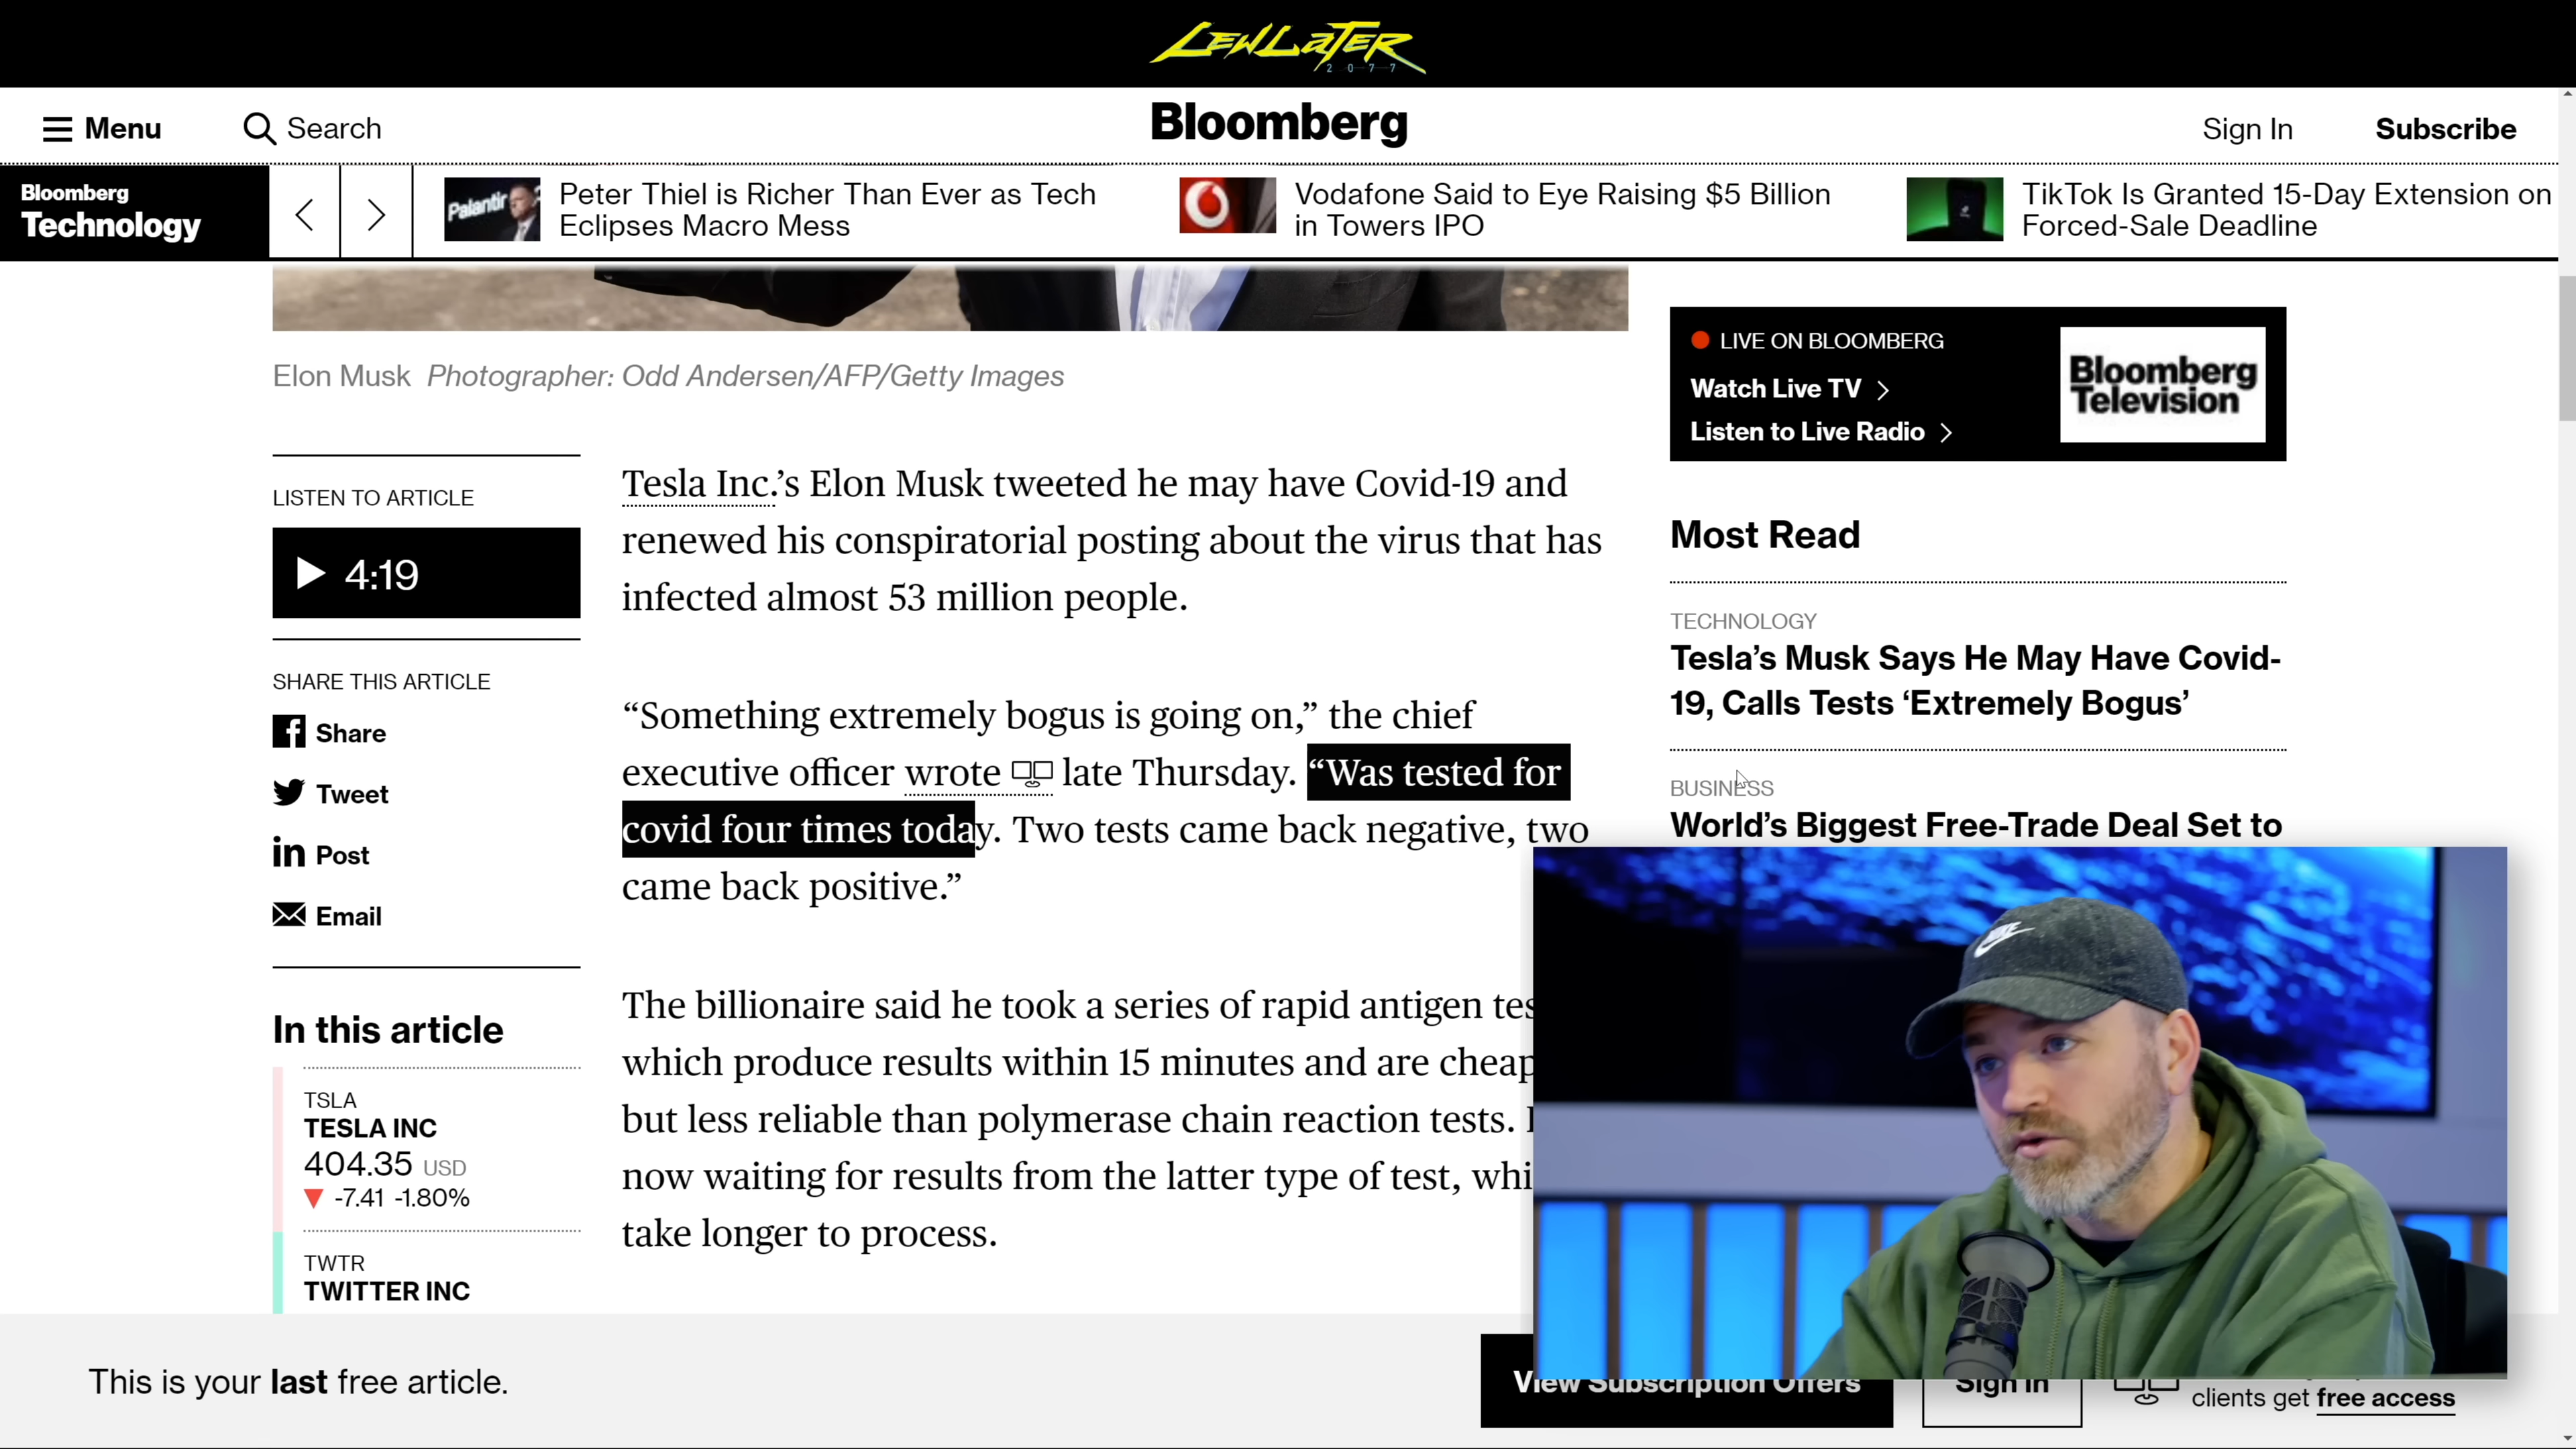 LEWLATER
2077
Menu
Search
Bloomberg
Sign In
Subscribe
Bloomberg
Technology
Palantir
Peter Thiel is Richer Than Ever as Tech
Eclipses Macro Mess
Vodafone Said to Eye Raising $5 Billion
in Towers IPO
TikTok Is Granted 15-Day Extension on
Forced-Sale Deadline
Elon Musk Photographer: Odd Andersen/AFP/Getty Images
LISTEN TO ARTICLE
4:19
SHARE THIS ARTICLE
Share
Tweet
Post
Email
In this article
TSLA
TESLA INC
404.35 USD
-7.41 -1.80%
TWTR
TWITTER INC
Tesla Inc.’s Elon Musk tweeted he may have Covid-19 and
renewed his conspiratorial posting about the virus that has
infected almost 53 million people.
“Something extremely bogus is going on,” the chief
executive officer wrote late Thursday. “Was tested for
covid four times today. Two tests came back negative, two
came back positive.”
The billionaire said he took a series of rapid antigen
which produce results within 15 minutes and are
but less reliable than polymerase chain reaction tests.
now waiting for results from the latter type of test,
take longer to process.
LIVE ON BLOOMBERG
Watch Live TV
Listen to Live Radio
Bloomberg
Television
Most Read
TECHNOLOGY
Tesla’s Musk Says He May Have Covid-
19, Calls Tests ‘Extremely Bogus’
BUSINESS
World’s Biggest Free-Trade Deal Set to
This is your last free article.
View Subscription Offers
Sign In
clients get free access